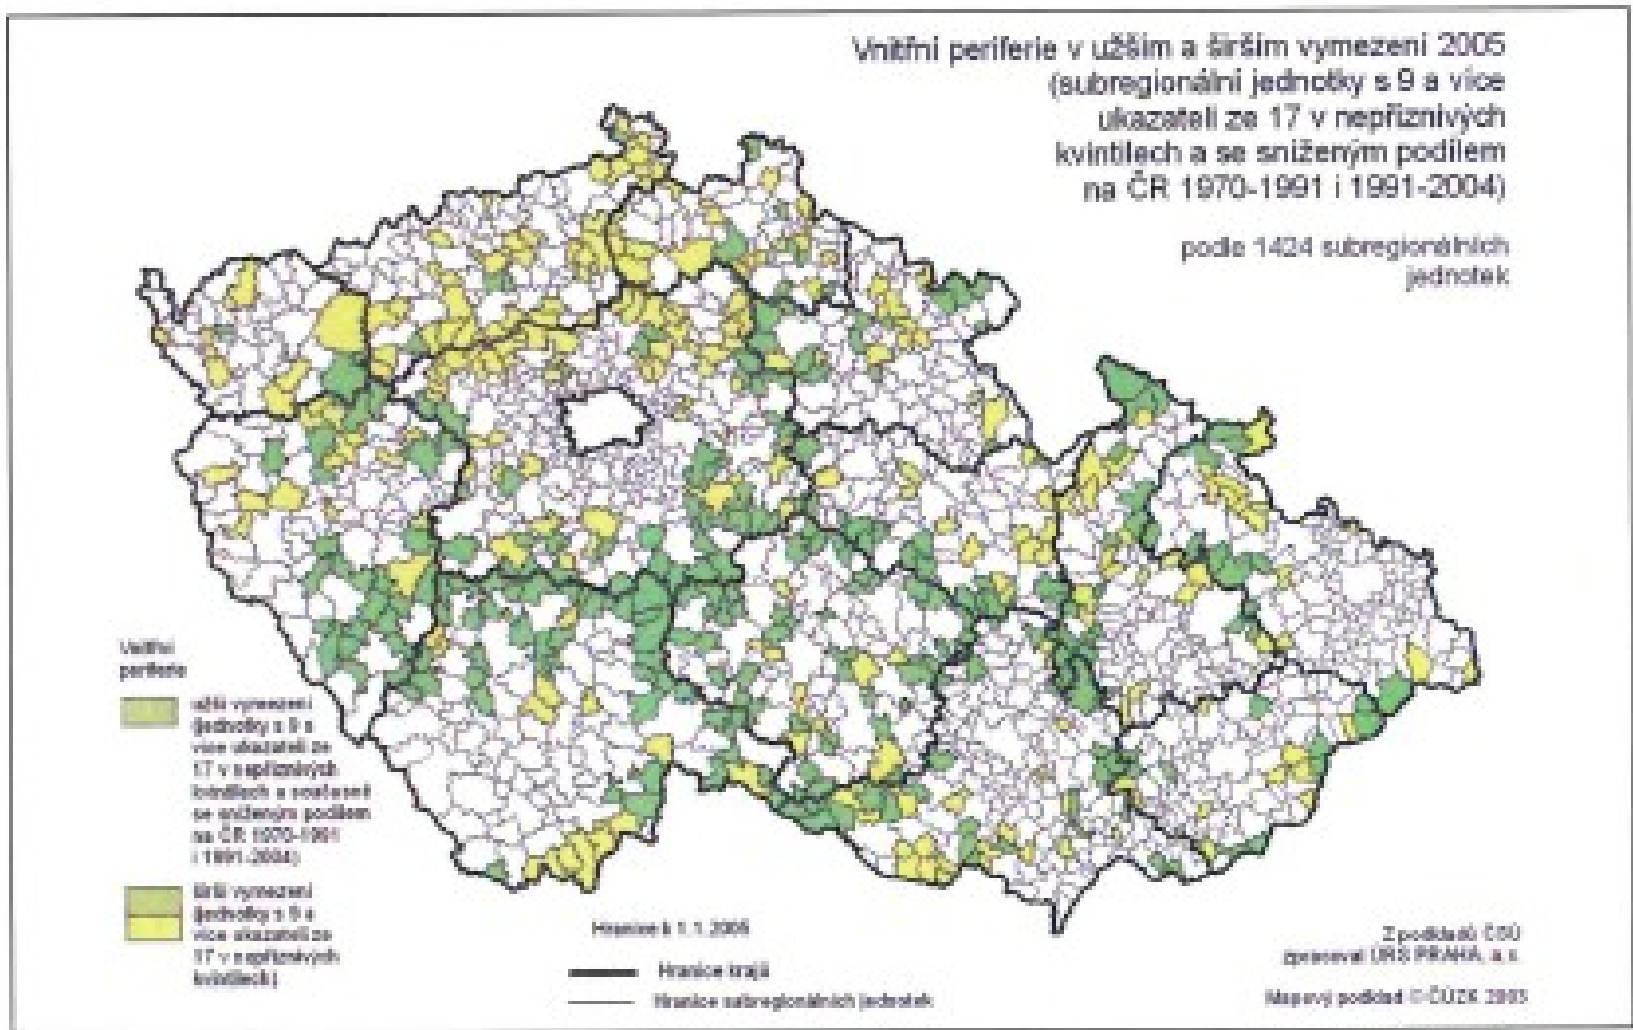 Vnitřní periferie v užším a širším vymezení 2005
(subregionální jednotky s 9 a více
ukazateli ze 17 v nepříznivých
kvintilech a se sníženým podílem
na ČR 1970-1991 i 1991-2004)
podle 1424 subregionálních
jednotek
Vnitřní
periferie
užší vymezení
(jednotky s 9 a
více ukazateli ze
17 v nepříznivých
kvintilech a současně
se sníženým podílem
na ČR 1970-1991
i 1991-2004)
širší vymezení
(jednotky s 9 a
více ukazateli ze
17 v nepříznivých
kvintilech)
Hranice k 1.1.2005
Hranice krajů
Hranice subregionálních jednotek
Z podkladů ČSÚ
zpracoval ÚRS PRAHA, a.s.
Mapový podklad © ČÚZK 2003